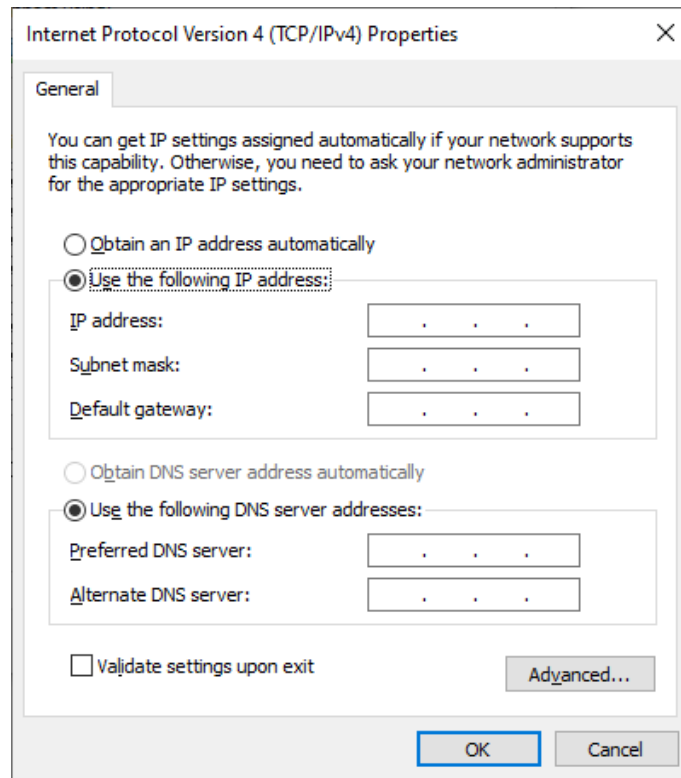 Internet Protocol Version 4 (TCP/IPv4) Properties
General
You can get IP settings assigned automatically if your network supports
this capability. Otherwise, you need to ask your network administrator
for the appropriate IP settings.
Obtain an IP address automatically
Use the following IP address:
IP address:
Subnet mask:
Default gateway:
Obtain DNS server address automatically
Use the following DNS server addresses:
Preferred DNS server:
Alternate DNS server:
Validate settings upon exit
Advanced...
OK
Cancel